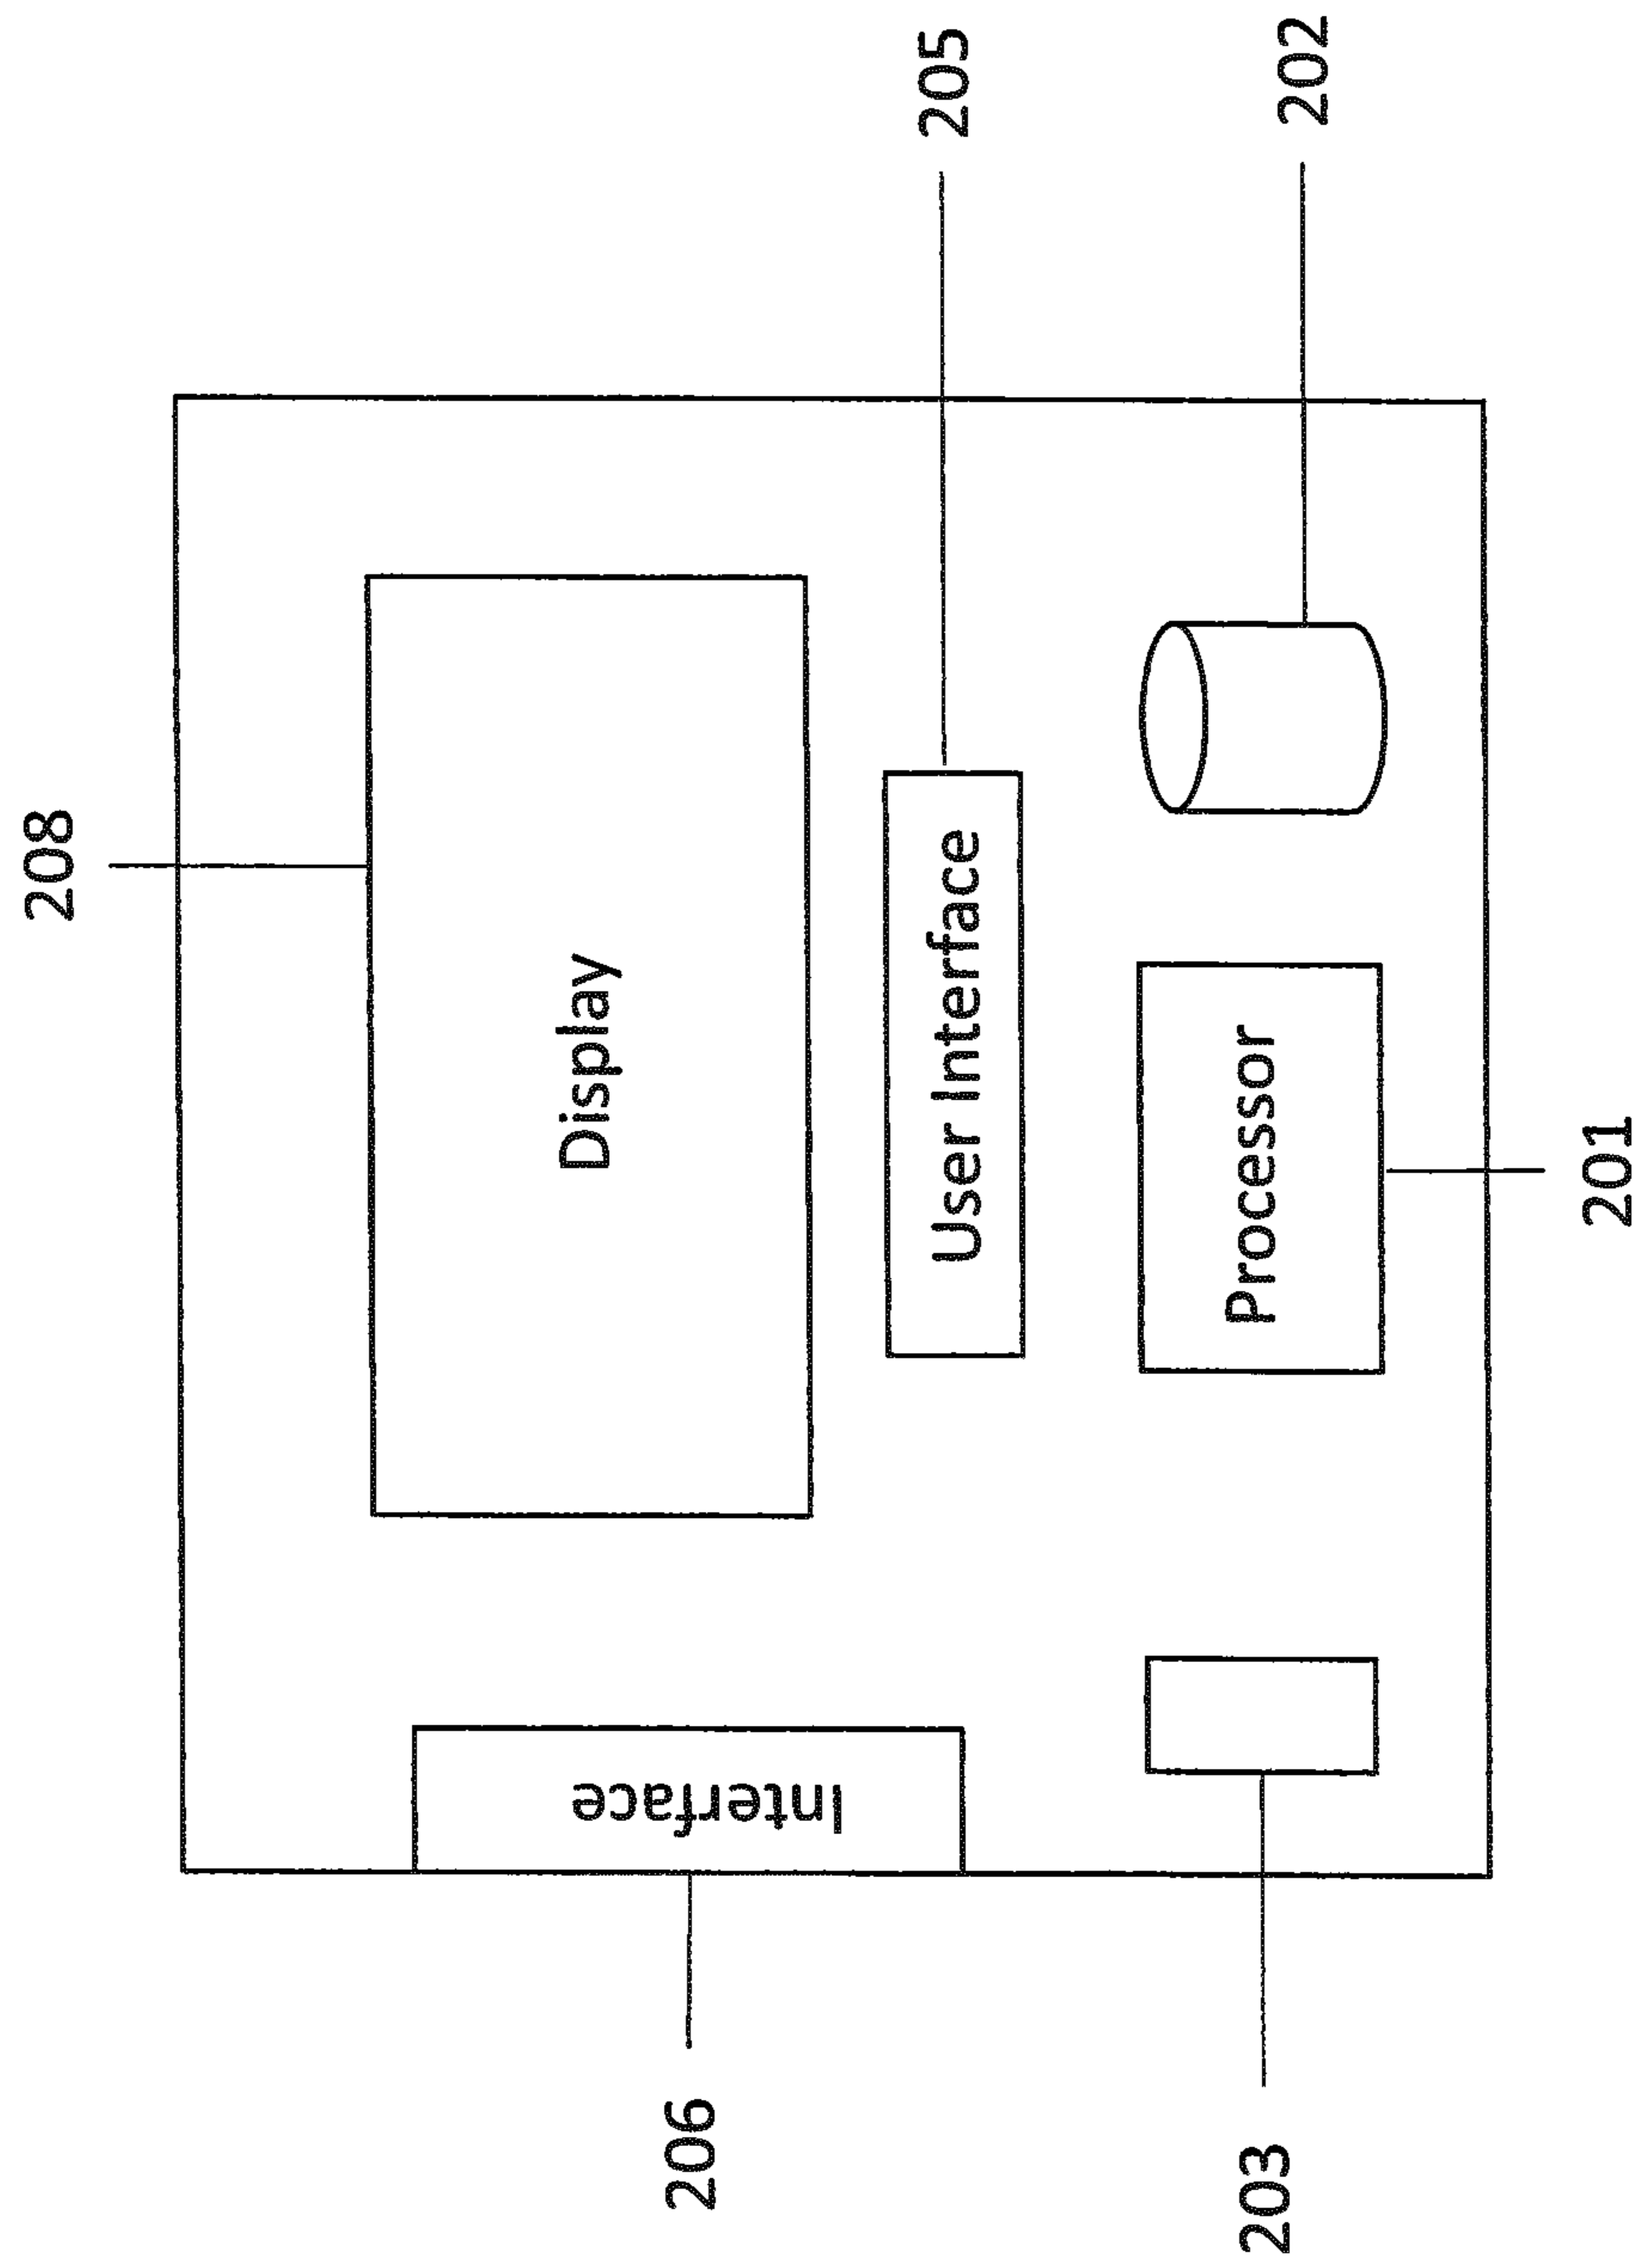 208
Display
205
User Interface
202
Processor
201
Interface
206
203